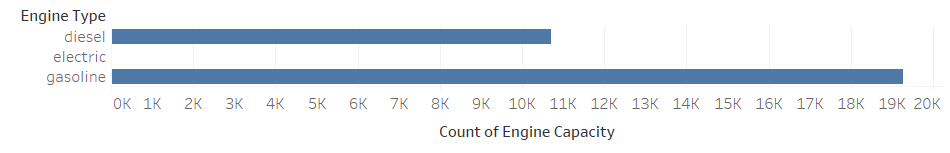 Engine Type
diesel
electric
gasoline
0K 1K 2K 3K 4K 5K 6K 7K 8K 9K 10K 11K 12K 13K 14K 15K 16K 17K 18K 19K 20K
Count of Engine Capacity